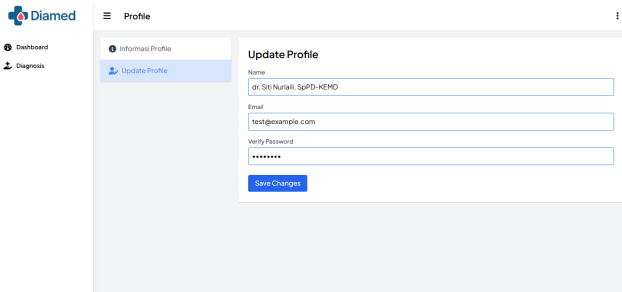 Diamed
Profile
Dashboard
Diagnosis
Informasi Profile
Update Profile
Update Profile
Name
dr. Siti Nurlaili, SpPD-KEMD
Email
test@example.com
Verify Password
••••••••
Save Changes